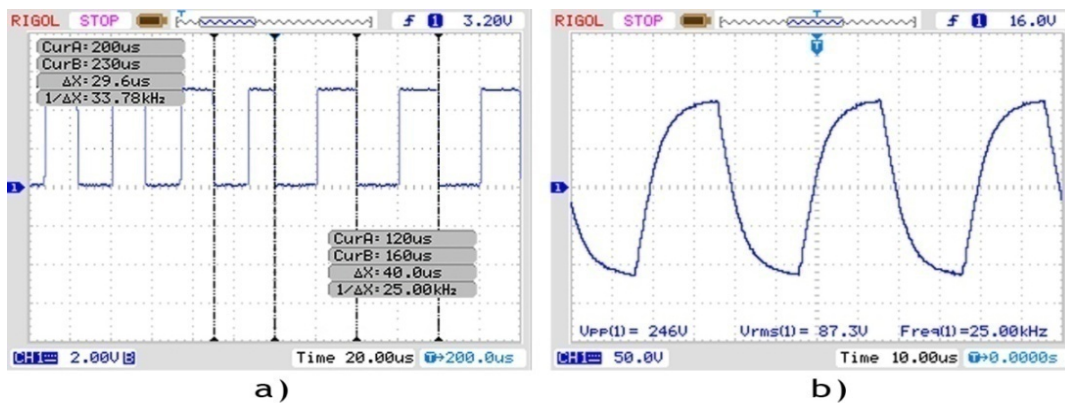 RIGOL STOP T f 1 3.20V
CurA: 200us
CurB: 230us
ΔX: 29.6us
1/ΔX: 33.78kHz
1
CurA: 120us
CurB: 160us
ΔX: 40.0us
1/ΔX: 25.00kHz
CH1 2.00V B Time 20.00us T→200.0us
a)
RIGOL STOP T f 1 16.0V
T
1
Vpp(1)= 246V Vrms(1)= 87.3V Freq(1)=25.00kHz
CH1 50.0V Time 10.00us T→0.0000s
b)